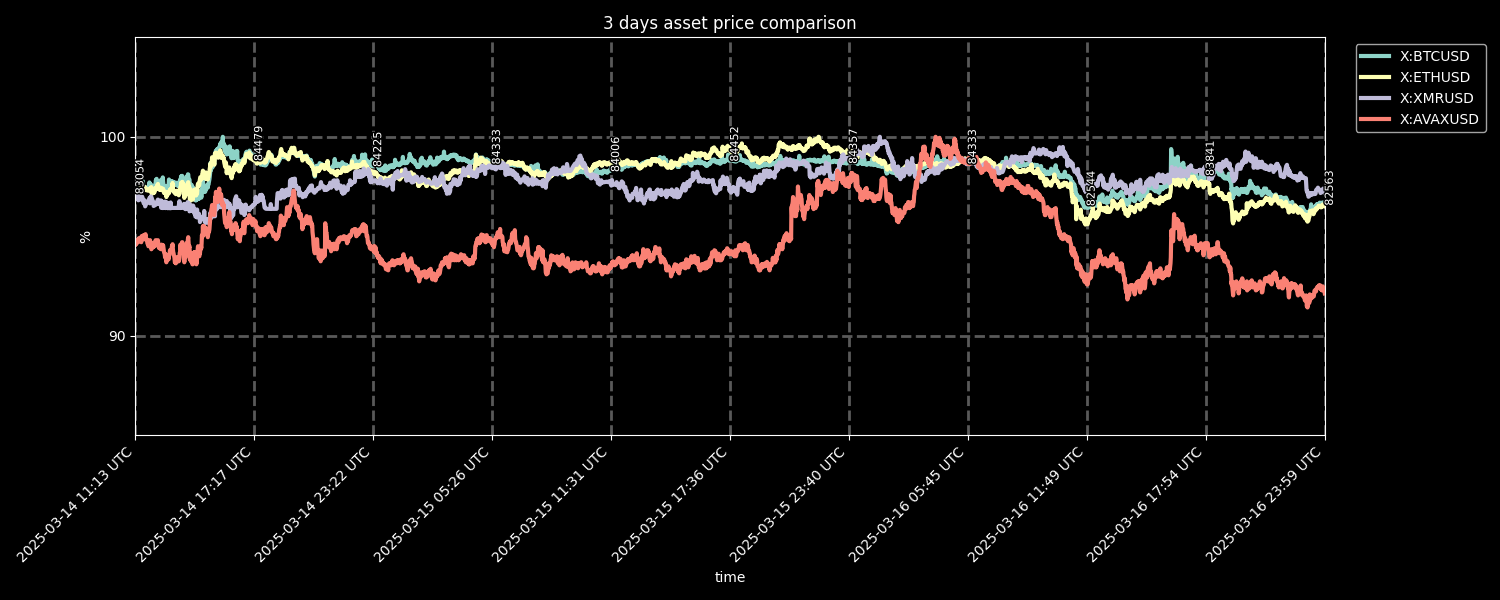 3 days asset price comparison
X:BTCUSD
X:ETHUSD
X:XMRUSD
X:AVAXUSD
100
90
%
83054
84479
84225
84333
84006
84452
84357
84333
82544
83841
82563
2025-03-14 11:13 UTC
2025-03-14 17:17 UTC
2025-03-14 23:22 UTC
2025-03-15 05:26 UTC
2025-03-15 11:31 UTC
2025-03-15 17:36 UTC
2025-03-15 23:40 UTC
2025-03-16 05:45 UTC
2025-03-16 11:49 UTC
2025-03-16 17:54 UTC
2025-03-16 23:59 UTC
time